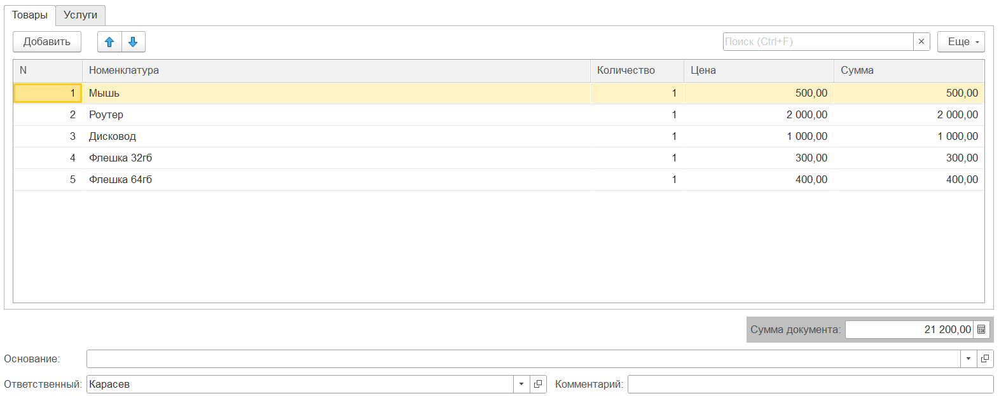 Товары Услуги
Добавить Поиск (Ctrl+F) × Еще
N Номенклатура Количество Цена Сумма
1 Мышь 1 500,00 500,00
2 Роутер 1 2 000,00 2 000,00
3 Дисковод 1 1 000,00 1 000,00
4 Флешка 32гб 1 300,00 300,00
5 Флешка 64гб 1 400,00 400,00
Сумма документа: 21 200,00
Основание:
Ответственный: Карасев Комментарий: